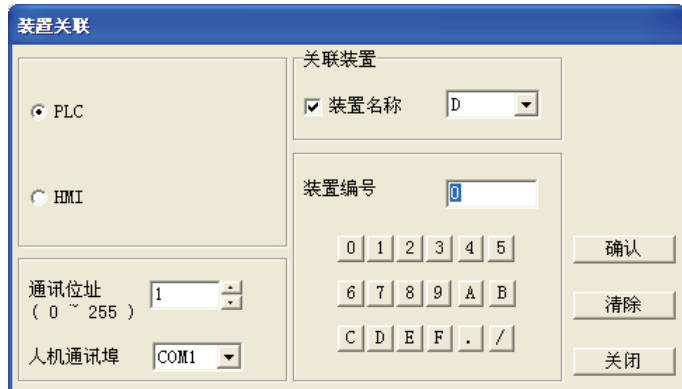 装置关联
PLC
HMI
通讯位址
( 0 ~ 255 )
1
人机通讯埠
COM1
关联装置
装置名称
D
装置编号
0
0 1 2 3 4 5
6 7 8 9 A B
C D E F . /
确认
清除
关闭